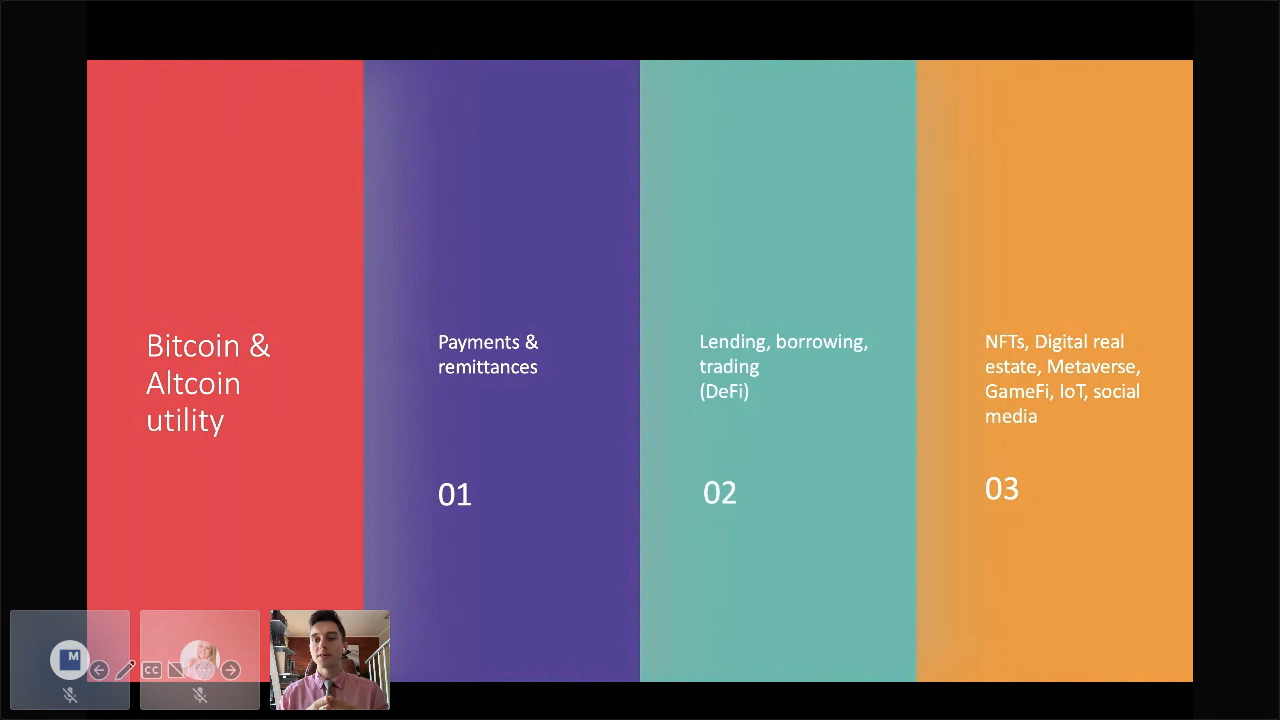 Bitcoin &
Altcoin
utility
Payments &
remittances
01
Lending, borrowing,
trading
(DeFi)
02
NFTs, Digital real
estate, Metaverse,
GameFi, IoT, social
media
03
M
CC